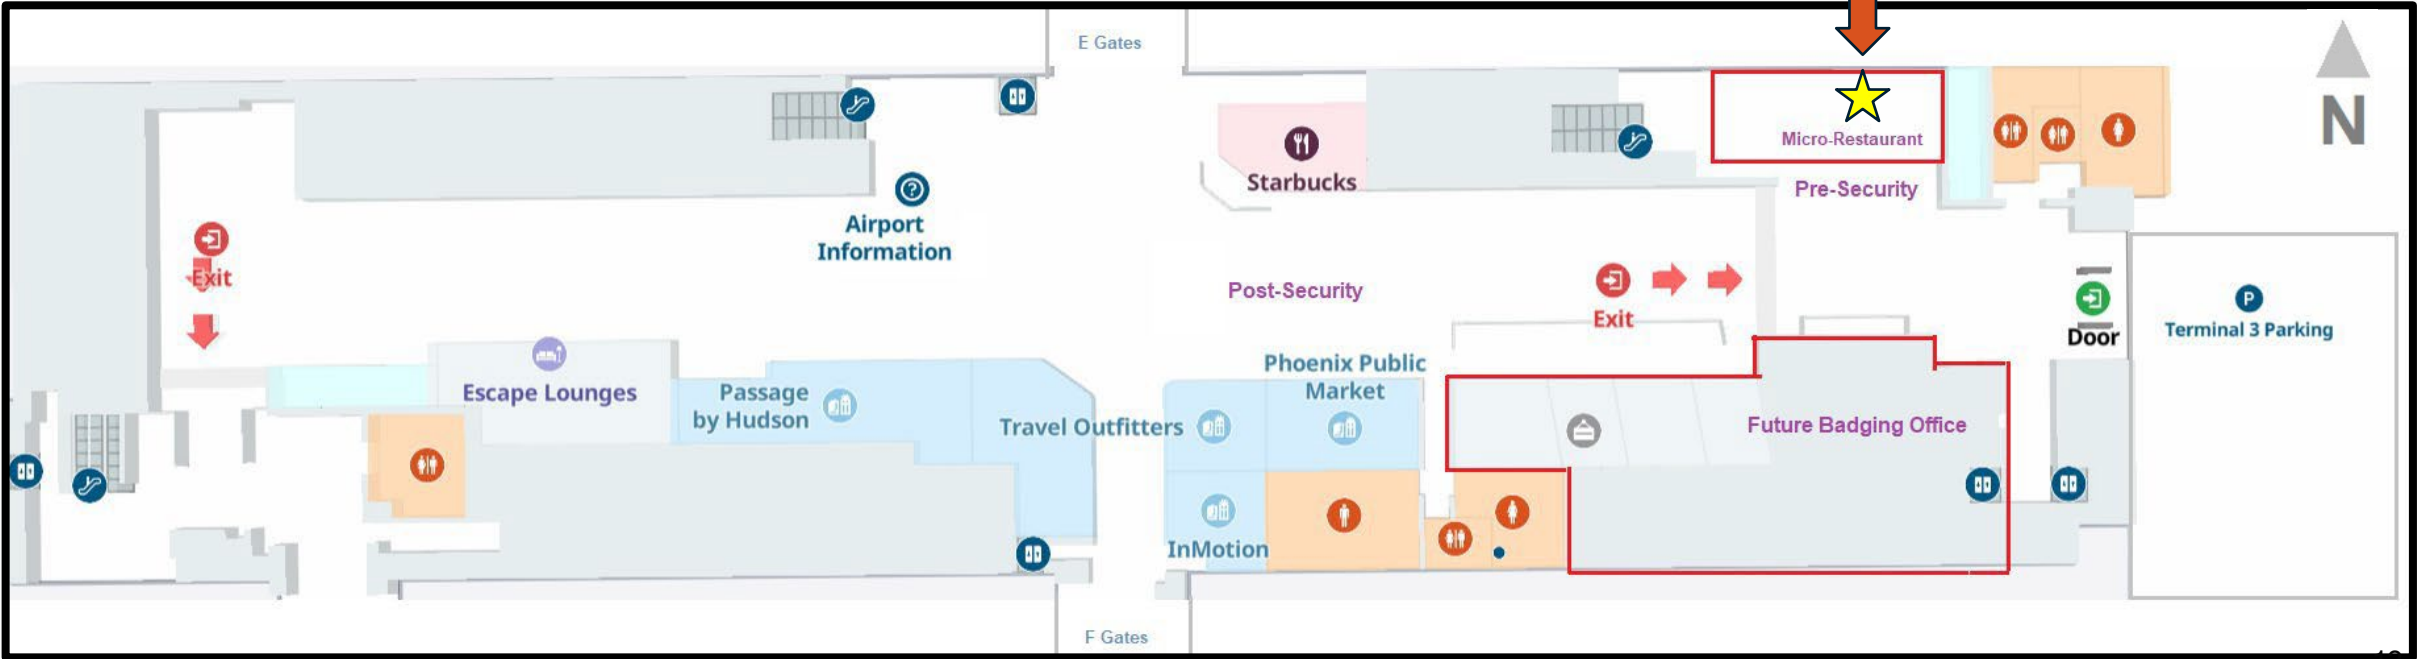 E Gates
N
Micro-Restaurant
Starbucks
Pre-Security
Airport
Information
Exit
Post-Security
Exit
Door
P
Terminal 3 Parking
Escape Lounges
Passage
by Hudson
Travel Outfitters
Phoenix Public
Market
Future Badging Office
InMotion
F Gates